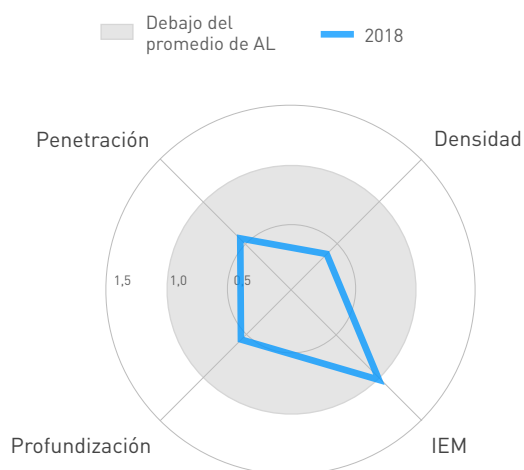 Debajo del
promedio de AL
2018
Penetración
Densidad
1,5
1,0
0,5
Profundización
IEM